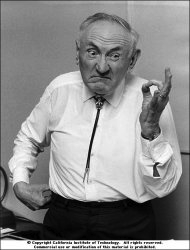 © Copyright California Institute of Technology. All rights reserved.
Commercial use or modification of this material is prohibited.